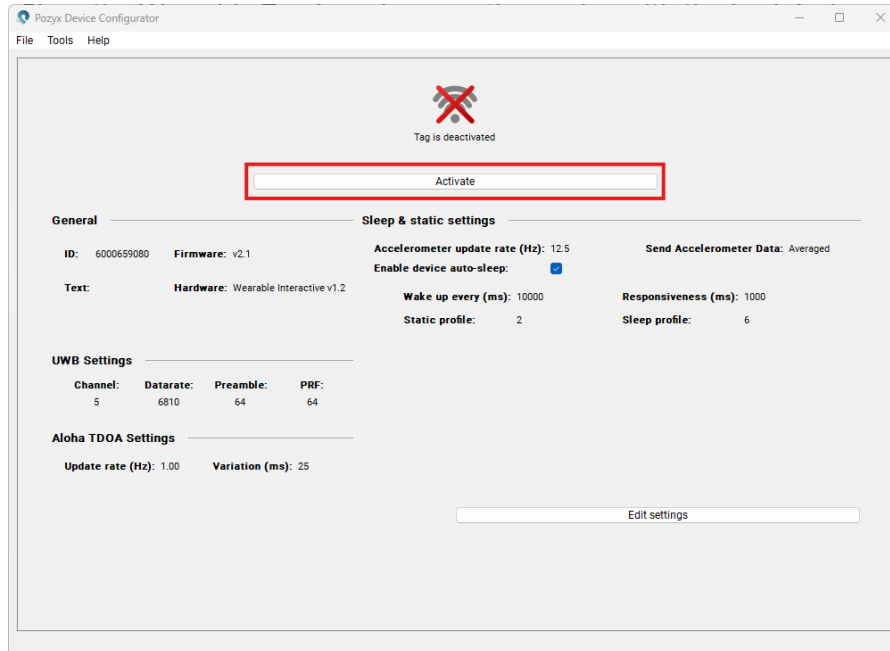 Pozyx Device Configurator
File Tools Help
Tag is deactivated
Activate
General
ID: 6000659080 Firmware: v2.1
Text: Hardware: Wearable Interactive v1.2
Sleep & static settings
Accelerometer update rate (Hz): 12.5 Send Accelerometer Data: Averaged
Enable device auto-sleep:
Wake up every (ms): 10000 Responsiveness (ms): 1000
Static profile: 2 Sleep profile: 6
UWB Settings
Channel: Datarate: Preamble: PRF:
5 6810 64 64
Aloha TDOA Settings
Update rate (Hz): 1.00 Variation (ms): 25
Edit settings